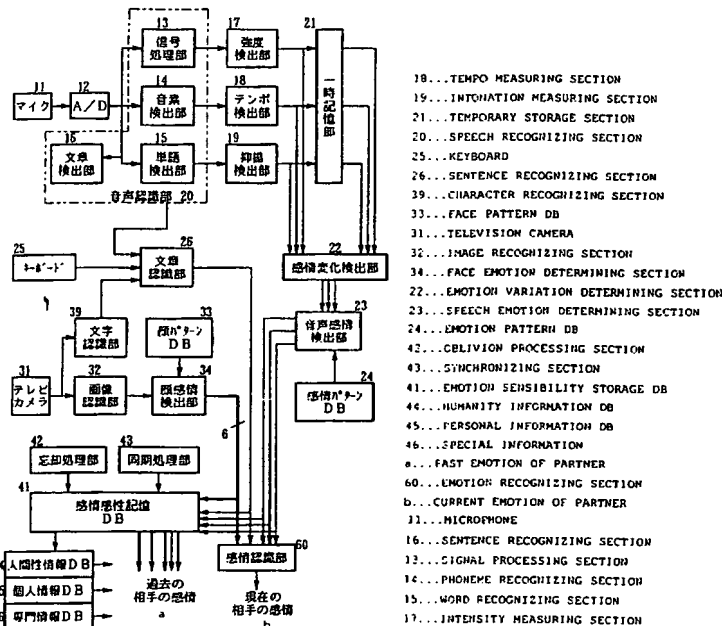 13
信号
処理部
17
強度
検出部
21
一時記憶部
11
マイク
12
A/D
14
音素
検出部
18
テンポ
検出部
16
文章
検出部
15
単語
検出部
19
抑揚
検出部
音声認識部 20
25
キーボード
26
文章
認識部
22
感情変化検出部
39
文字
認識部
33
顔パターン
DB
23
音声感情
検出部
31
テレビ
カメラ
32
画像
認識部
34
顔感情
検出部
24
感情パターン
DB
6
42
忘却処理部
43
同期処理部
41
感情感性記憶
DB
60
感情認識部
人間性情報DB
個人情報DB
専門情報DB
過去の
相手の感情
a
現在の
相手の感情
b
18...TEMPO MEASURING SECTION
19...INTONATION MEASURING SECTION
21...TEMPORARY STORAGE SECTION
20...SPEECH RECOGNIZING SECTION
25...KEYBOARD
26...SENTENCE RECOGNIZING SECTION
39...CHARACTER RECOGNIZING SECTION
33...FACE PATTERN DB
31...TELEVISION CAMERA
32...IMAGE RECOGNIZING SECTION
34...FACE EMOTION DETERMINING SECTION
22...EMOTION VARIATION DETERMINING SECTION
23...SPEECH EMOTION DETERMINING SECTION
24...EMOTION PATTERN DB
42...OBLIVION PROCESSING SECTION
43...SYNCHRONIZING SECTION
41...EMOTION SENSIBILITY STORAGE DB
44...HUMANITY INFORMATION DB
45...PERSONAL INFORMATION DB
46...SPECIAL INFORMATION
a...PAST EMOTION OF PARTNER
60...EMOTION RECOGNIZING SECTION
b...CURRENT EMOTION OF PARTNER
11...MICROPHONE
16...SENTENCE RECOGNIZING SECTION
13...SIGNAL PROCESSING SECTION
14...PHONEME RECOGNIZING SECTION
15...WORD RECOGNIZING SECTION
17...INTENSITY MEASURING SECTION